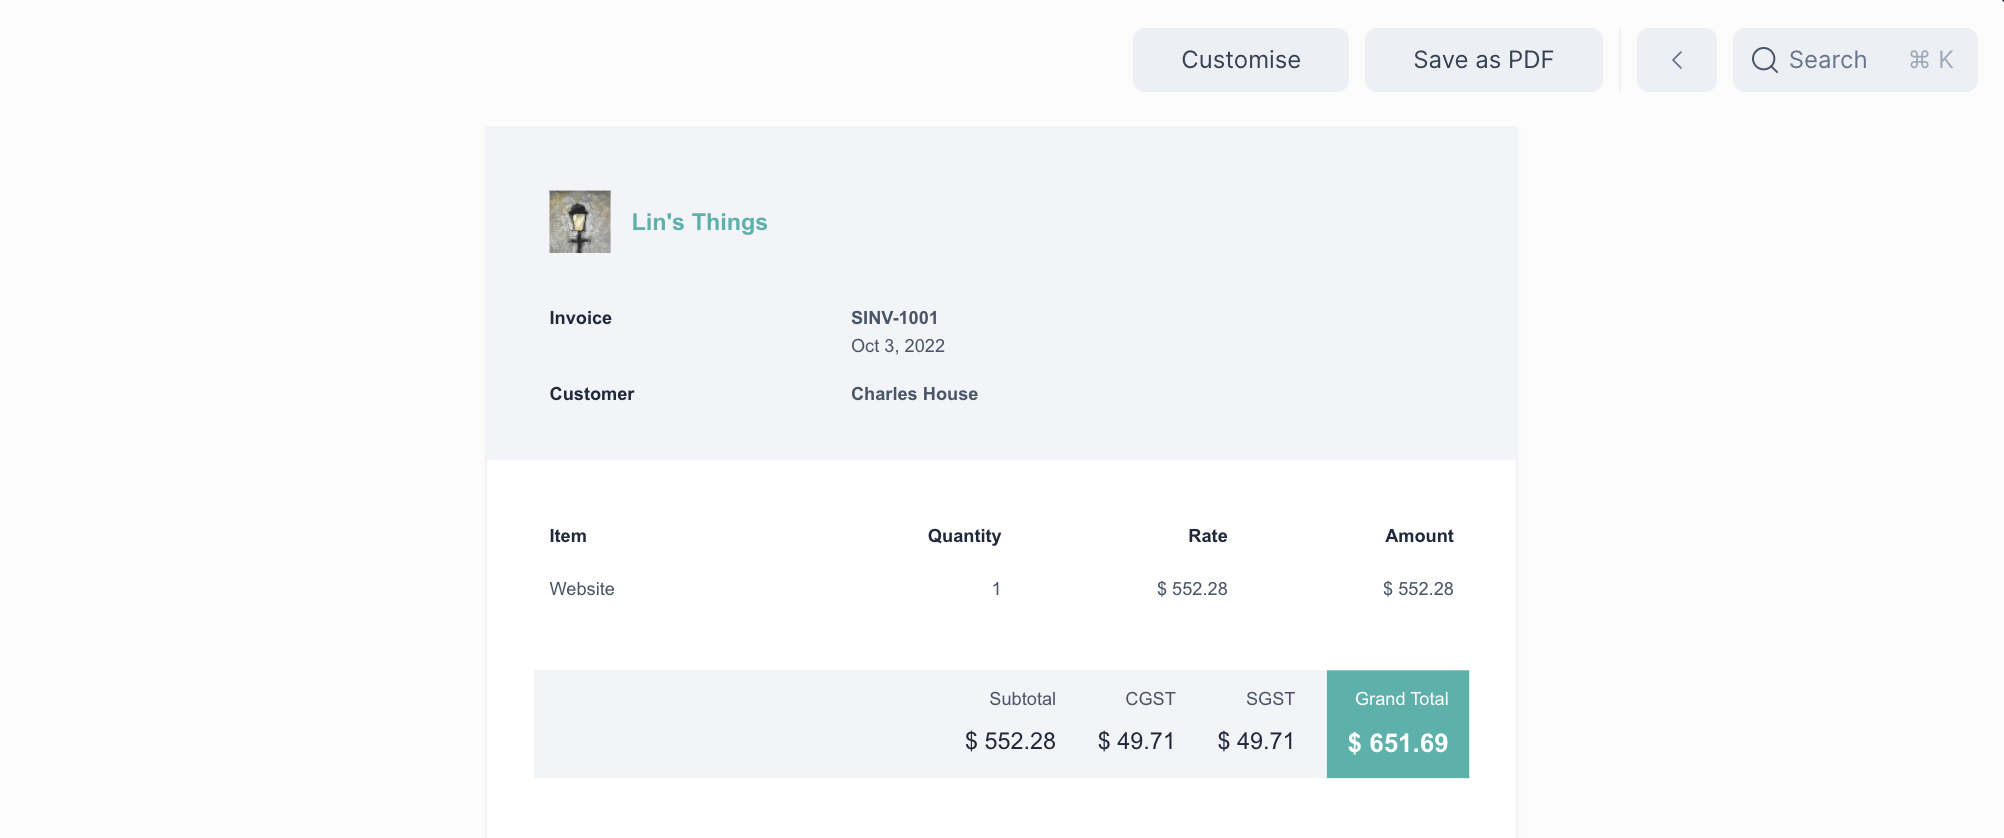 Customise Save as PDF Search ⌘ K
Lin's Things
Invoice SINV-1001
Oct 3, 2022
Customer Charles House
Item Quantity Rate Amount
Website 1 $ 552.28 $ 552.28
Subtotal CGST SGST Grand Total
$ 552.28 $ 49.71 $ 49.71 $ 651.69